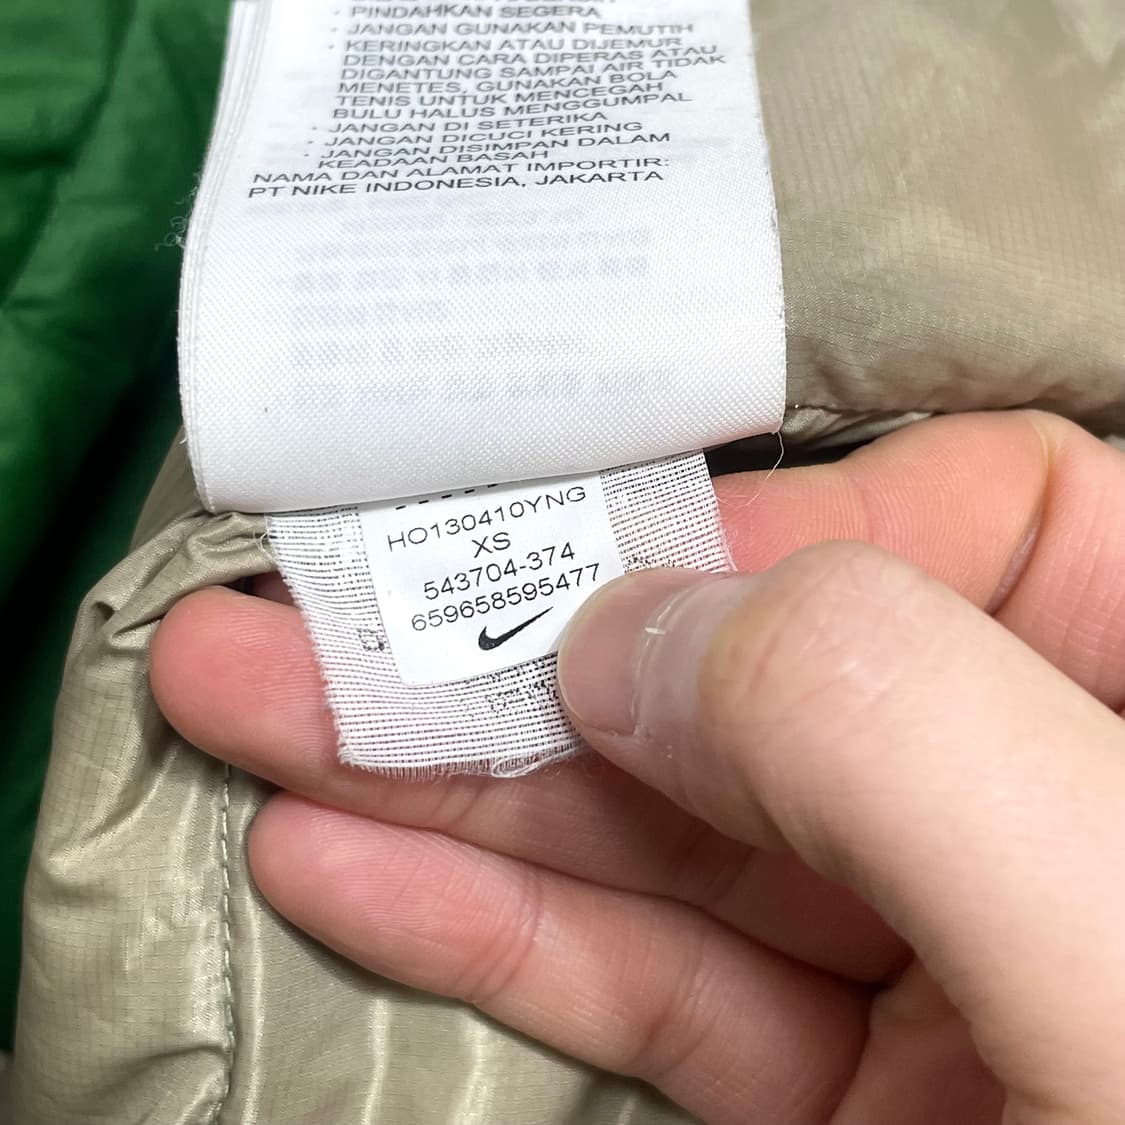 · PINDAHKAN SEGERA
· JANGAN GUNAKAN PEMUTIH
· KERINGKAN ATAU DIJEMUR
DENGAN CARA DIPERAS ATAU
DIGANTUNG SAMPAI AIR TIDAK
MENETES, GUNAKAN BOLA
TENIS UNTUK MENCEGAH
BULU HALUS MENGGUMPAL
· JANGAN DI SETERIKA
· JANGAN DICUCI KERING
· JANGAN DISIMPAN DALAM
KEADAAN BASAH
NAMA DAN ALAMAT IMPORTIR:
PT NIKE INDONESIA, JAKARTA
HO130410YNG
XS
543704-374
659658595477